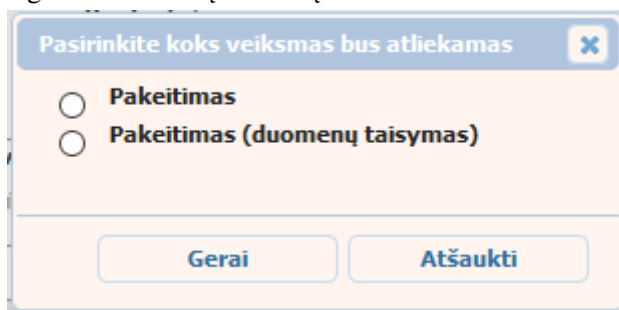 Pasirinkite koks veiksmas bus atliekamas
Pakeitimas
Pakeitimas (duomenų taisymas)
Gerai
Atšaukti